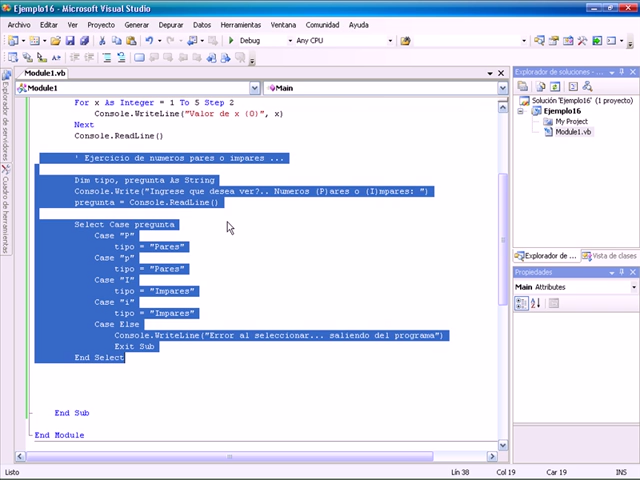 Ejemplo16 - Microsoft Visual Studio
Archivo Editar Ver Proyecto Generar Depurar Datos Herramientas Ventana Comunidad Ayuda
Debug Any CPU
Module1.vb
Module1 Main
For x As Integer = 1 To 5 Step 2
Console.WriteLine("Valor de x {0}", x)
Next
Console.ReadLine()
' Ejercicio de numeros pares o impares ...
Dim tipo, pregunta As String
Console.Write("Ingrese que desea ver?.. Numeros (P)ares o (I)mpares: ")
pregunta = Console.ReadLine()
Select Case pregunta
Case "P"
tipo = "Pares"
Case "p"
tipo = "Pares"
Case "I"
tipo = "Impares"
Case "i"
tipo = "Impares"
Case Else
Console.WriteLine("Error al seleccionar... saliendo del programa")
Exit Sub
End Select
End Sub
End Module
Explorador de servidores
Cuadro de herramientas
Explorador de soluciones - ...
Solución 'Ejemplo16' (1 proyecto)
Ejemplo16
My Project
Module1.vb
Explorador de ... Vista de clases
Propiedades
Main Attributes
Listo Lín 38 Col 19 Car 19 INS